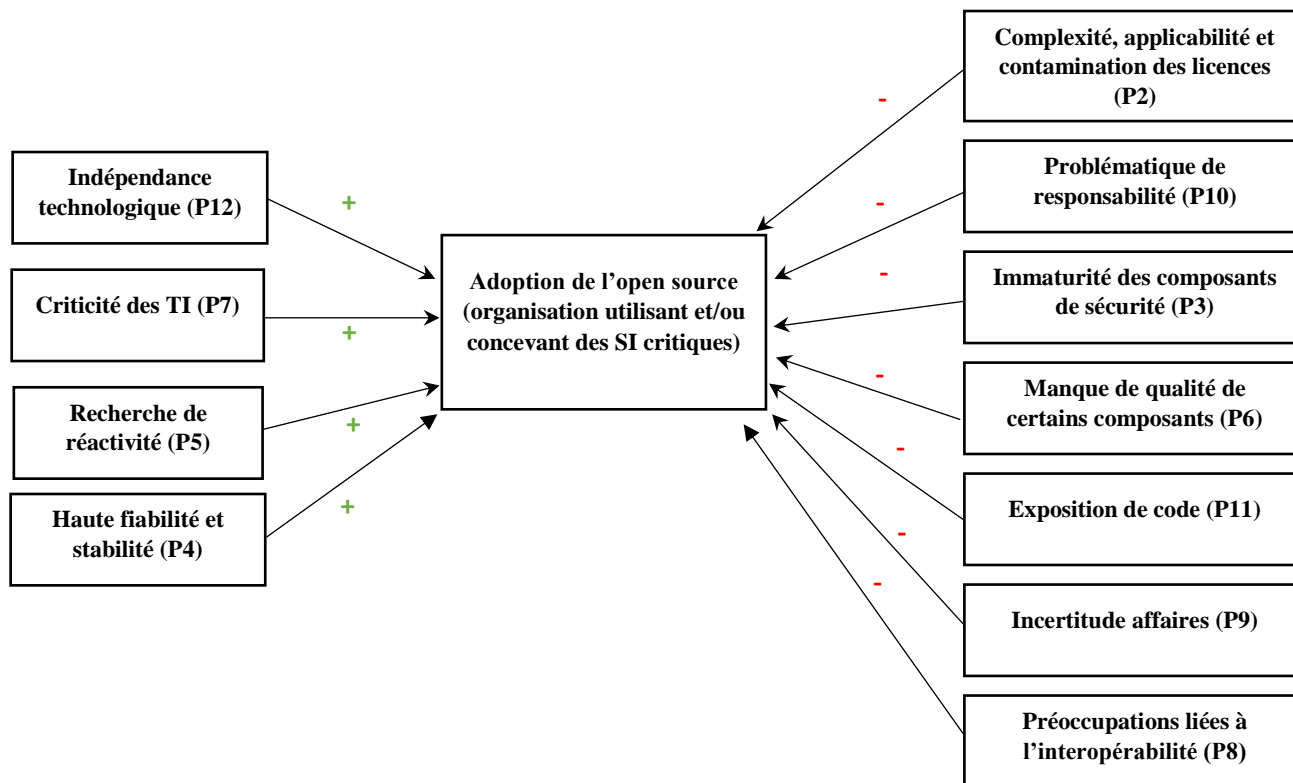 Indépendance
technologique (P12)
Criticité des TI (P7)
Recherche de
réactivité (P5)
Haute fiabilité et
stabilité (P4)
+
+
+
+
Adoption de l’open source
(organisation utilisant et/ou
concevant des SI critiques)
-
-
-
-
-
-
-
Complexité, applicabilité et
contamination des licences
(P2)
Problématique de
responsabilité (P10)
Immaturité des composants
de sécurité (P3)
Manque de qualité de
certains composants (P6)
Exposition de code (P11)
Incertitude affaires (P9)
Préoccupations liées à
l’interopérabilité (P8)